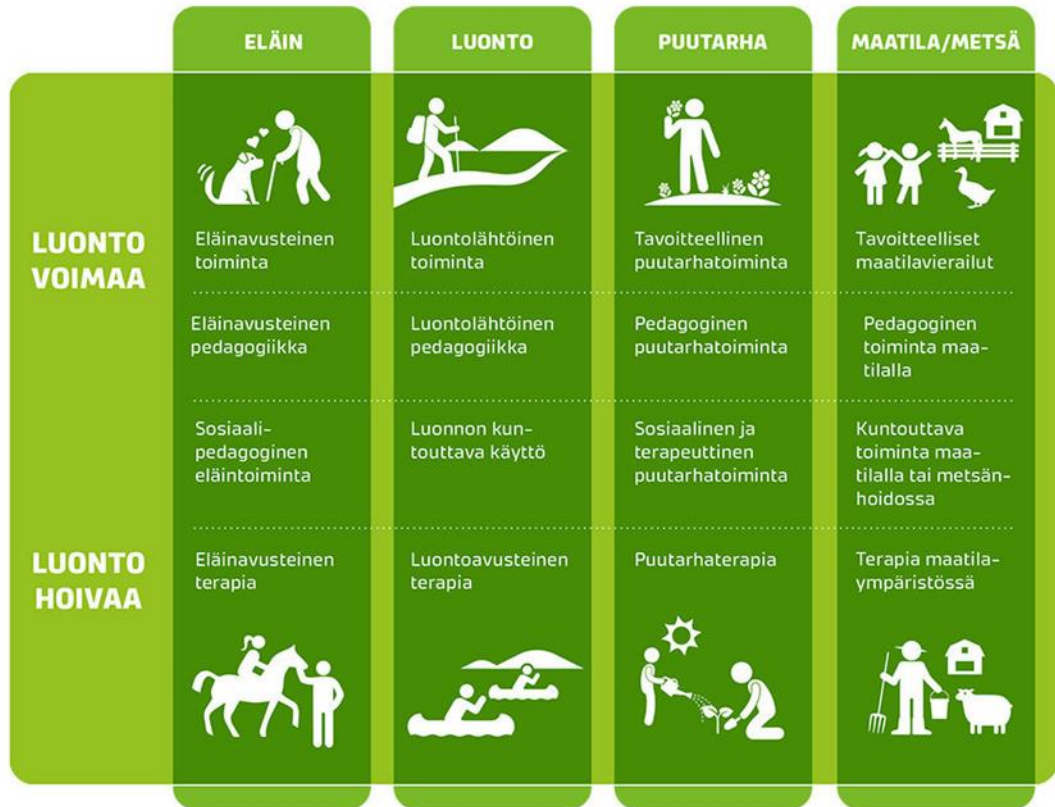 ELÄIN
LUONTO
PUUTARHA
MAATILA/METSÄ
LUONTO
VOIMAA
Eläinavusteinen
toiminta
Luontolähtöinen
toiminta
Tavoitteellinen
puutarhatoiminta
Tavoitteelliset
maatilavierailut
Eläinavusteinen
pedagogiikka
Luontolähtöinen
pedagogiikka
Pedagoginen
puutarhatoiminta
Pedagoginen
toiminta maa-
tilalla
Sosiaali-
pedagoginen
eläintoiminta
Luonnon kun-
touttava käyttö
Sosiaalinen ja
terapeuttinen
puutarhatoiminta
Kuntouttava
toiminta maa-
tilalla tai metsän-
hoidossa
LUONTO
HOIVAA
Eläinavusteinen
terapia
Luontoavusteinen
terapia
Puutarhaterapia
Terapia maatila-
ympäristössä